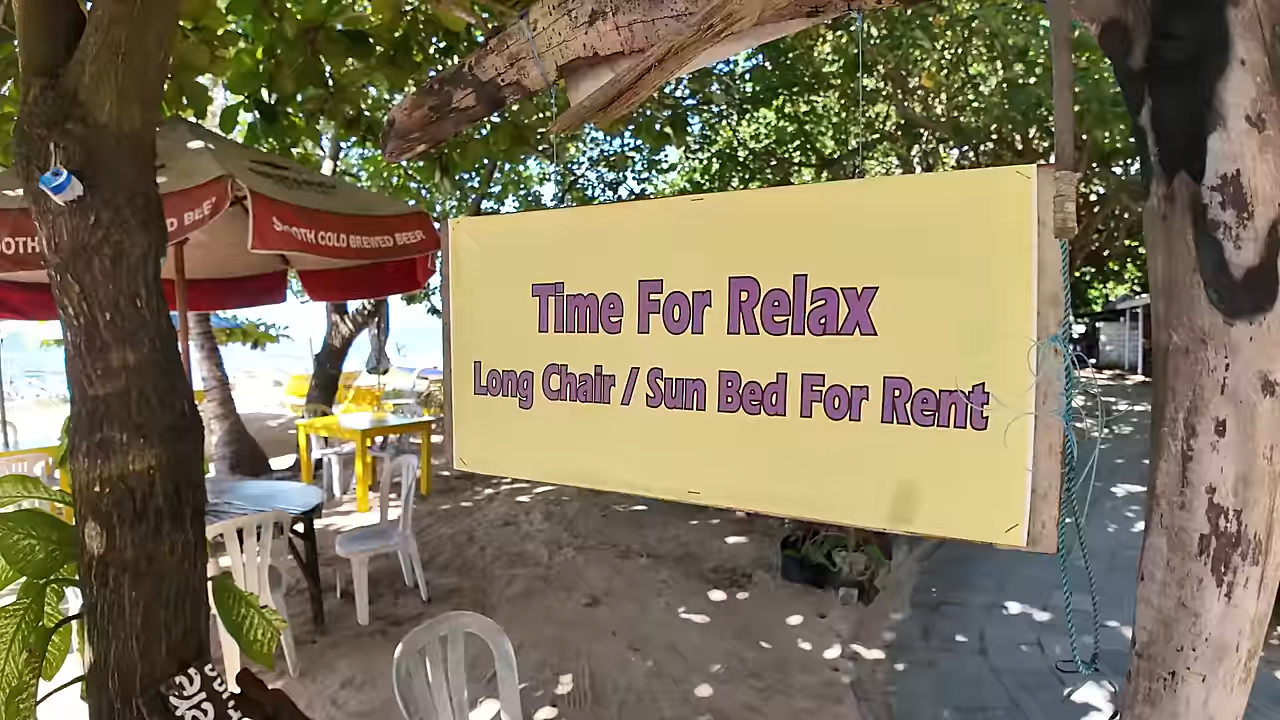 Time For Relax
Long Chair / Sun Bed For Rent
SMOOTH COLD BREWED BEER